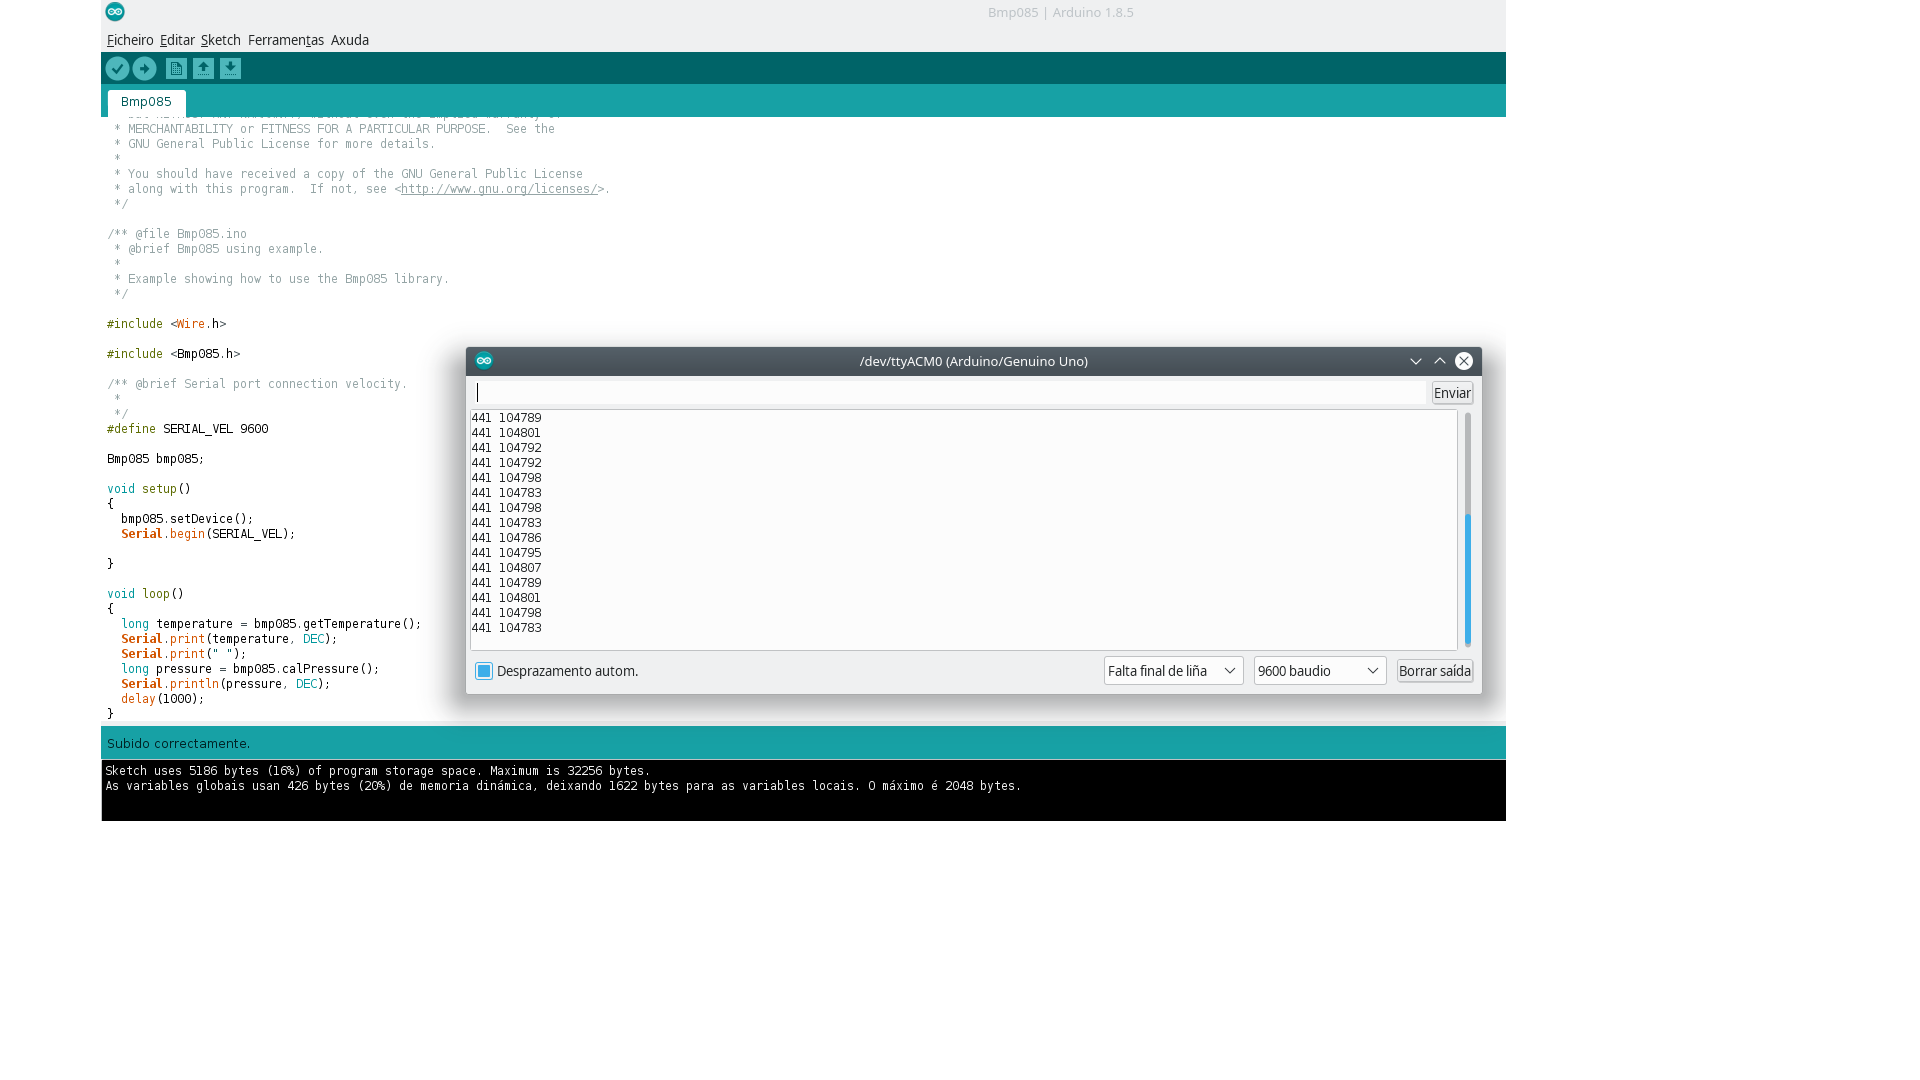 Bmp085 | Arduino 1.8.5
Ficheiro Editar Sketch Ferramentas Axuda
Bmp085
 * MERCHANTABILITY or FITNESS FOR A PARTICULAR PURPOSE.  See the
 * GNU General Public License for more details.
 *
 * You should have received a copy of the GNU General Public License
 * along with this program.  If not, see <http://www.gnu.org/licenses/>.
 */
/** @file Bmp085.ino
 * @brief Bmp085 using example.
 *
 * Example showing how to use the Bmp085 library.
 */
#include <Wire.h>
#include <Bmp085.h>
/** @brief Serial port connection velocity.
 *
 */
#define SERIAL_VEL 9600
Bmp085 bmp085;
void setup()
{
  bmp085.setDevice();
  Serial.begin(SERIAL_VEL);
}
void loop()
{
  long temperature = bmp085.getTemperature();
  Serial.print(temperature, DEC);
  Serial.print(" ");
  long pressure = bmp085.calPressure();
  Serial.println(pressure, DEC);
  delay(1000);
}
/dev/ttyACM0 (Arduino/Genuino Uno)
Enviar
441 104789
441 104801
441 104792
441 104792
441 104798
441 104783
441 104798
441 104783
441 104786
441 104795
441 104807
441 104789
441 104801
441 104798
441 104783
Desprazamento autom.
Falta final de liña
9600 baudio
Borrar saída
Subido correctamente.
Sketch uses 5186 bytes (16%) of program storage space. Maximum is 32256 bytes.
As variables globais usan 426 bytes (20%) de memoria dinámica, deixando 1622 bytes para as variables locais. O máximo é 2048 bytes.